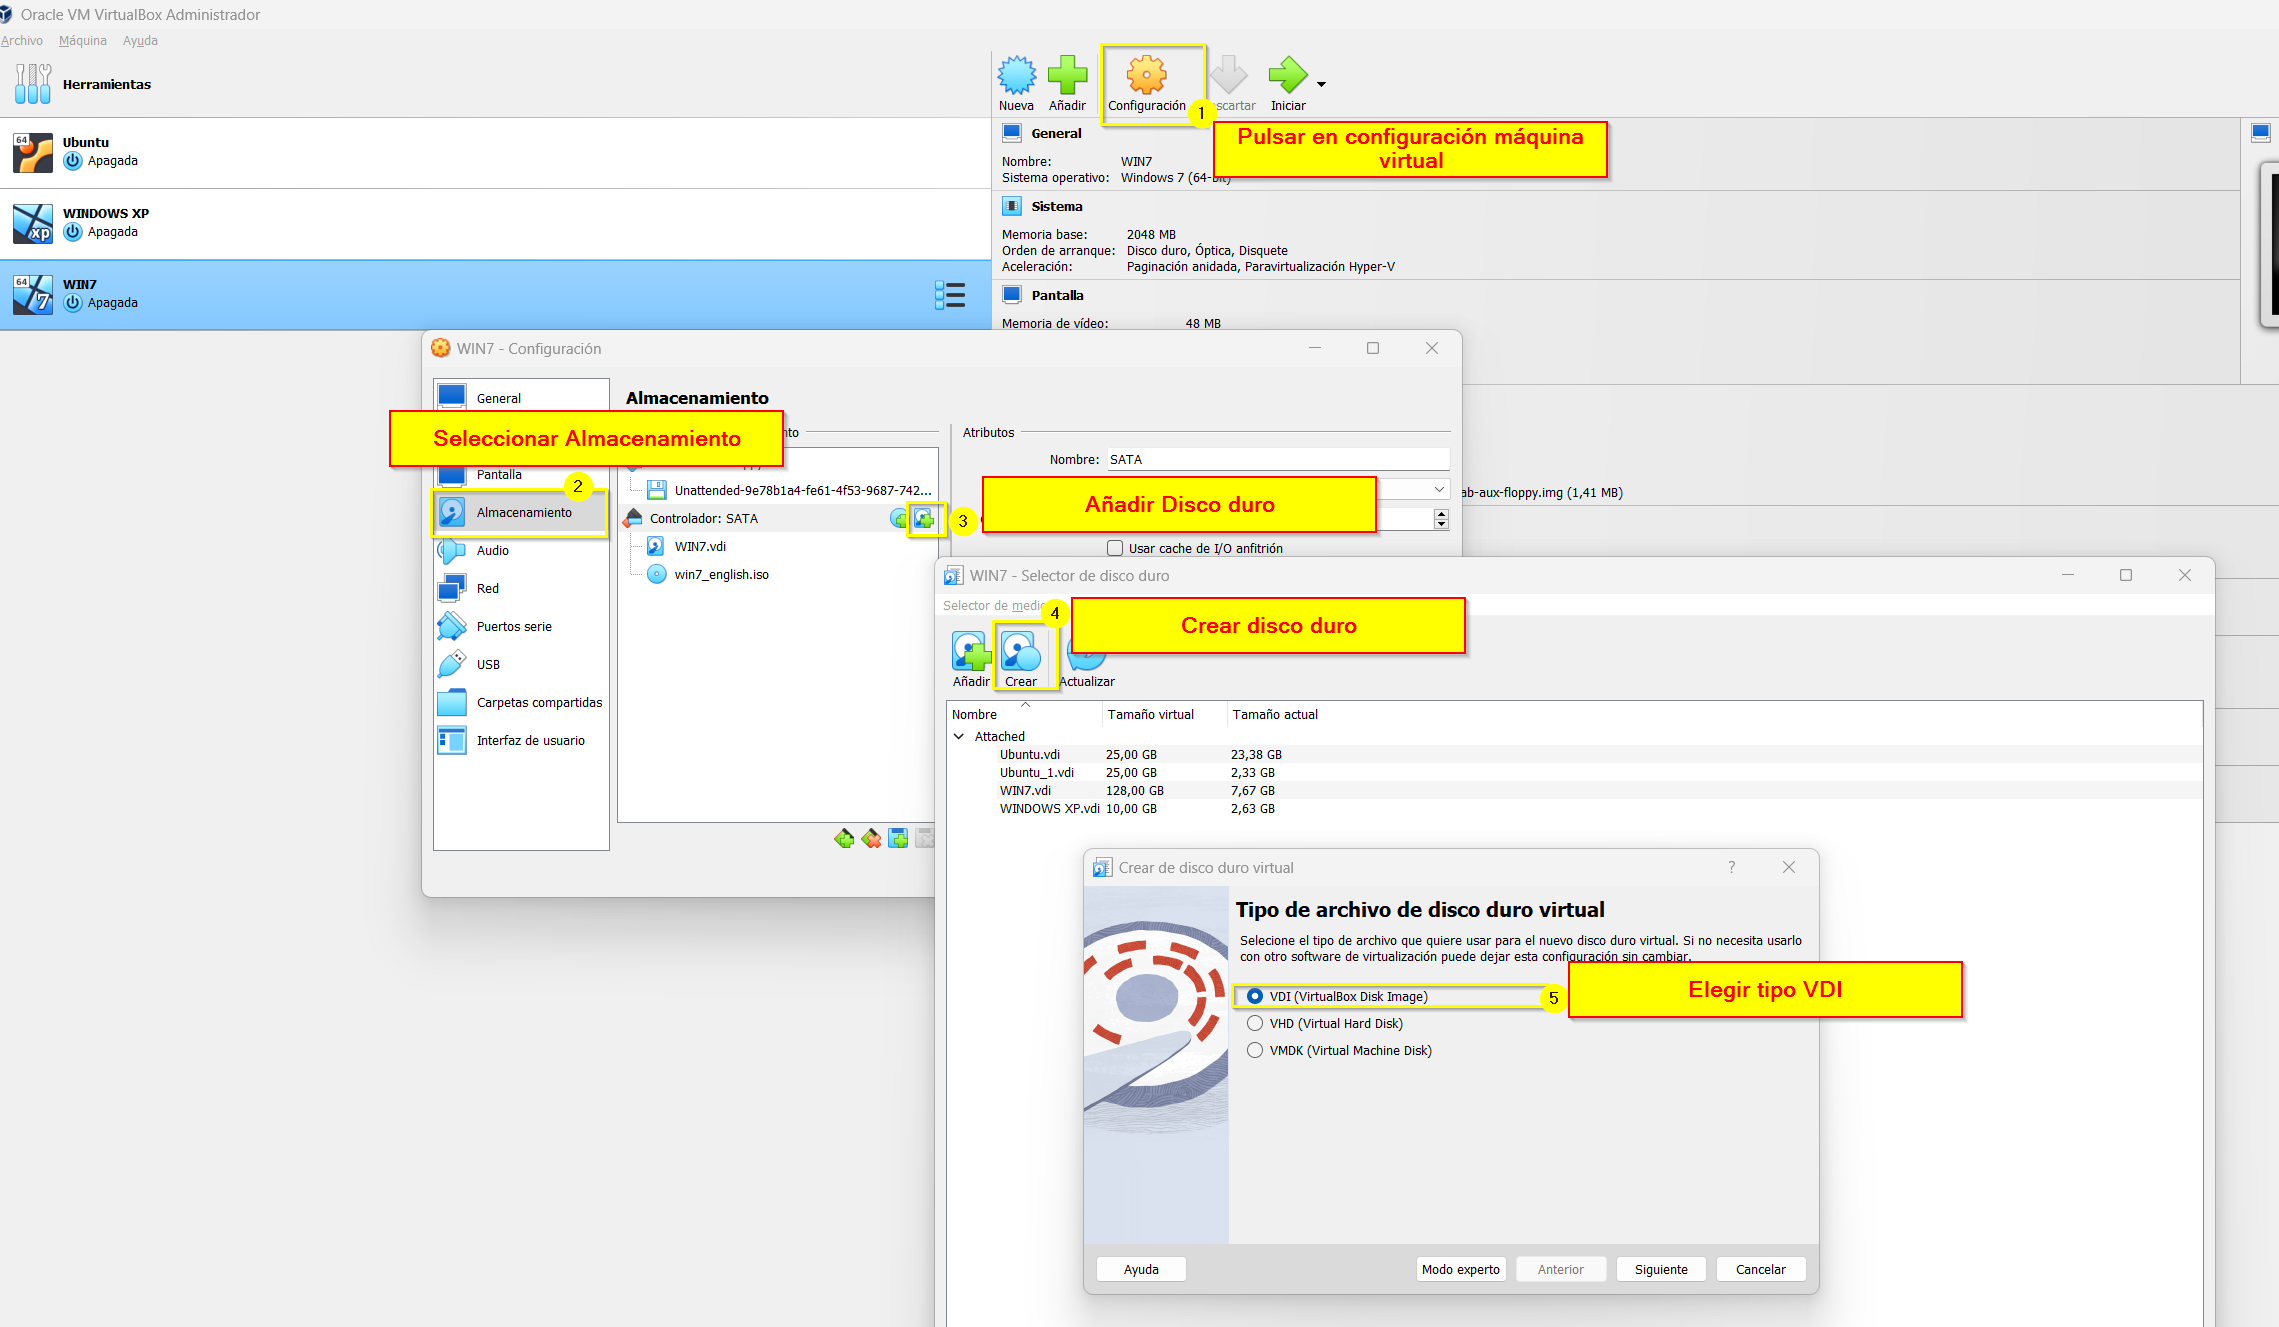 Oracle VM VirtualBox Administrador
Archivo Máquina Ayuda
Herramientas
Nueva Añadir Configuración scartar Iniciar
1
Pulsar en configuración máquina
virtual
64
Ubuntu
Apagada
xp
WINDOWS XP
Apagada
64
7
WIN7
Apagada
General
Nombre: WIN7
Sistema operativo: Windows 7 (64-bit)
Sistema
Memoria base: 2048 MB
Orden de arranque: Disco duro, Óptica, Disquete
Aceleración: Paginación anidada, Paravirtualización Hyper-V
Pantalla
Memoria de vídeo: 48 MB
ab-aux-floppy.img (1,41 MB)
WIN7 - Configuración
General
Seleccionar Almacenamiento
Pantalla
2
Almacenamiento
Audio
Red
Puertos serie
USB
Carpetas compartidas
Interfaz de usuario
Almacenamiento
nto
Unattended-9e78b1a4-fe61-4f53-9687-742...
Controlador: SATA
3
WIN7.vdi
win7_english.iso
Atributos
Nombre: SATA
Añadir Disco duro
Usar cache de I/O anfitrión
WIN7 - Selector de disco duro
Selector de medio
4
Crear disco duro
Añadir Crear Actualizar
Nombre Tamaño virtual Tamaño actual
Attached
Ubuntu.vdi 25,00 GB 23,38 GB
Ubuntu_1.vdi 25,00 GB 2,33 GB
WIN7.vdi 128,00 GB 7,67 GB
WINDOWS XP.vdi 10,00 GB 2,63 GB
Crear de disco duro virtual
?
Tipo de archivo de disco duro virtual
Selecione el tipo de archivo que quiere usar para el nuevo disco duro virtual. Si no necesita usarlo
con otro software de virtualización puede dejar esta configuración sin cambiar.
VDI (VirtualBox Disk Image)
5
Elegir tipo VDI
VHD (Virtual Hard Disk)
VMDK (Virtual Machine Disk)
Ayuda Modo experto Anterior Siguiente Cancelar